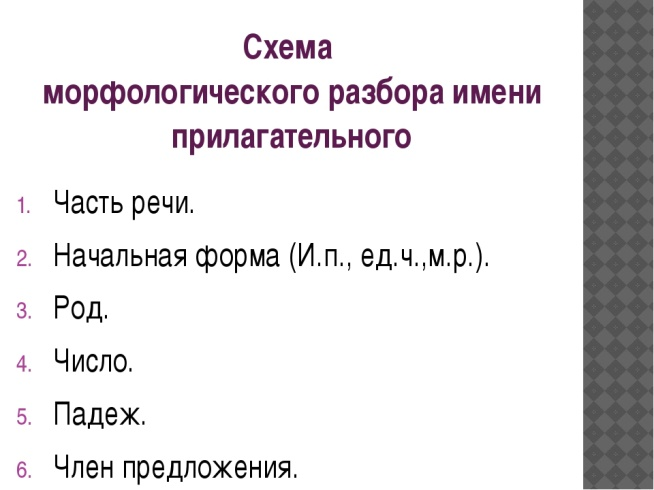 Схема
морфологического разбора имени
прилагательного
1. Часть речи.
2. Начальная форма (И.п., ед.ч.,м.р.).
3. Род.
4. Число.
5. Падеж.
6. Член предложения.